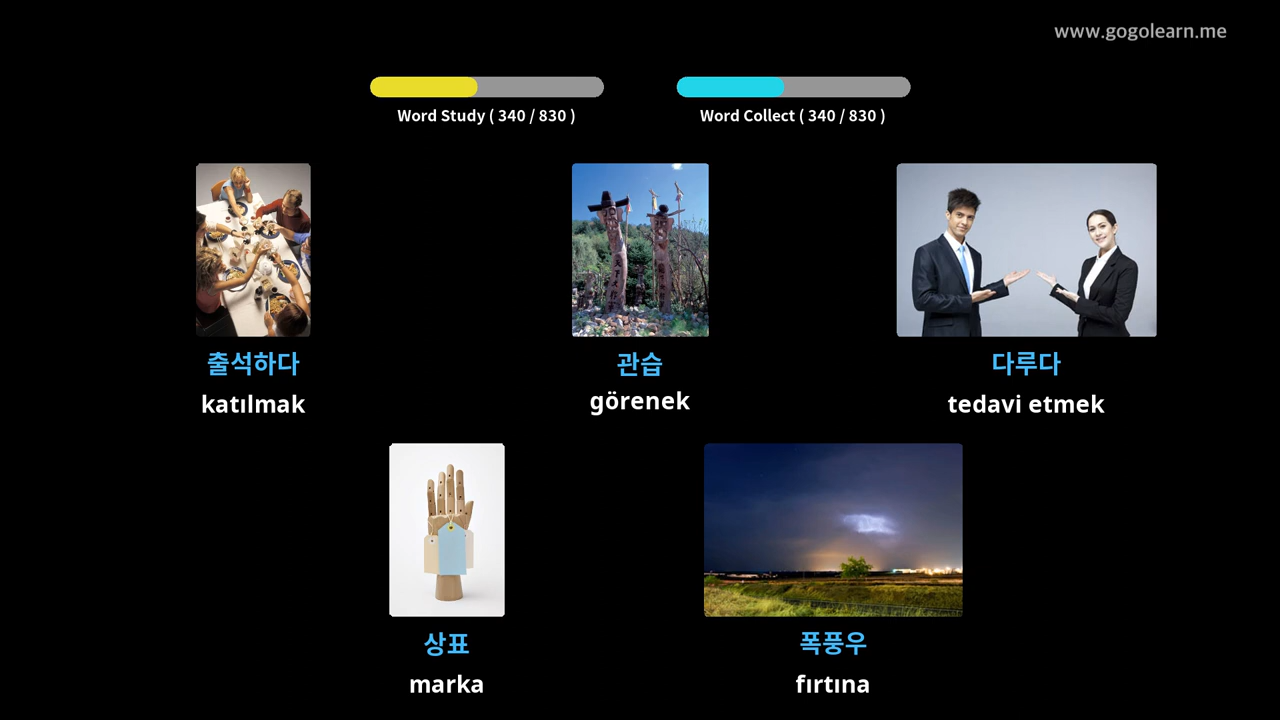 www.gogolearn.me
Word Study ( 340 / 830 )
Word Collect ( 340 / 830 )
출석하다
katılmak
관습
görenek
다루다
tedavi etmek
상표
marka
폭풍우
fırtına